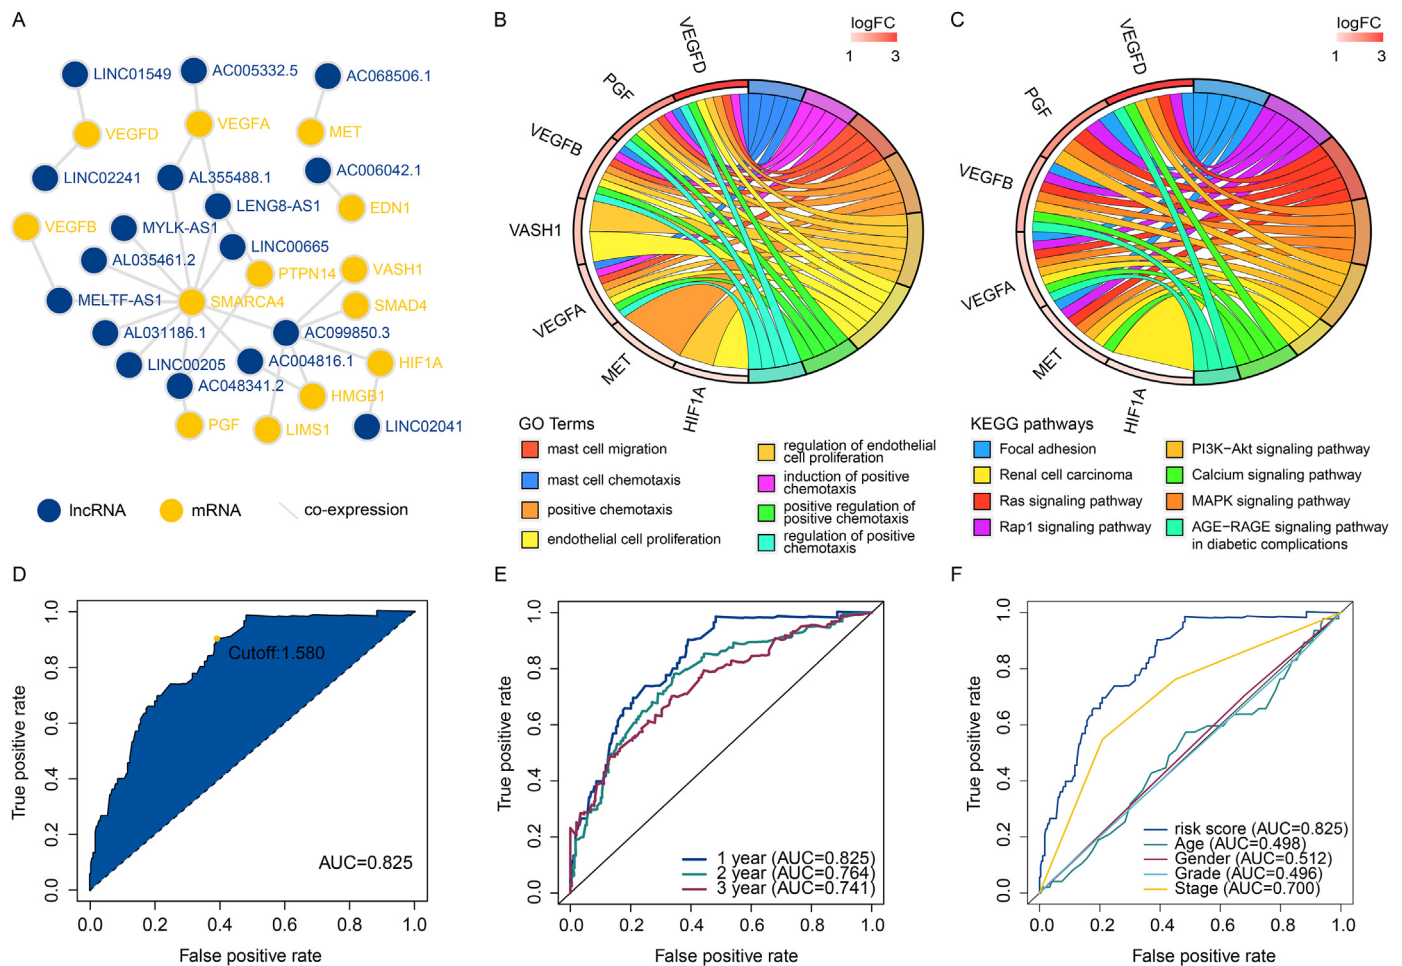 A
LINC01549
AC005332.5
AC068506.1
VEGFD
VEGFA
MET
LINC02241
AL355488.1
AC006042.1
LENG8-AS1
EDN1
VEGFB
MYLK-AS1
LINC00665
AL035461.2
PTPN14
VASH1
MELTF-AS1
SMARCA4
SMAD4
AL031186.1
AC099850.3
LINC00205
AC004816.1
HIF1A
AC048341.2
HMGB1
PGF
LIMS1
LINC02041
lncRNA
mRNA
co-expression
B
logFC
1
3
VEGFD
PGF
VEGFB
VASH1
VEGFA
MET
HIF1A
GO Terms
mast cell migration
mast cell chemotaxis
positive chemotaxis
endothelial cell proliferation
regulation of endothelial
cell proliferation
induction of positive
chemotaxis
positive regulation of
positive chemotaxis
regulation of positive
chemotaxis
C
logFC
1
3
VEGFD
PGF
VEGFB
VEGFA
MET
HIF1A
KEGG pathways
Focal adhesion
Renal cell carcinoma
Ras signaling pathway
Rap1 signaling pathway
PI3K−Akt signaling pathway
Calcium signaling pathway
MAPK signaling pathway
AGE−RAGE signaling pathway
in diabetic complications
D
True positive rate
1.0
0.8
0.6
0.4
0.2
0.0
Cutoff:1.580
AUC=0.825
0.0
0.2
0.4
0.6
0.8
1.0
False positive rate
E
True positive rate
1.0
0.8
0.6
0.4
0.2
0.0
1 year (AUC=0.825)
2 year (AUC=0.764)
3 year (AUC=0.741)
0.0
0.2
0.4
0.6
0.8
1.0
False positive rate
F
True positive rate
1.0
0.8
0.6
0.4
0.2
0.0
risk score (AUC=0.825)
Age (AUC=0.498)
Gender (AUC=0.512)
Grade (AUC=0.496)
Stage (AUC=0.700)
0.0
0.2
0.4
0.6
0.8
1.0
False positive rate